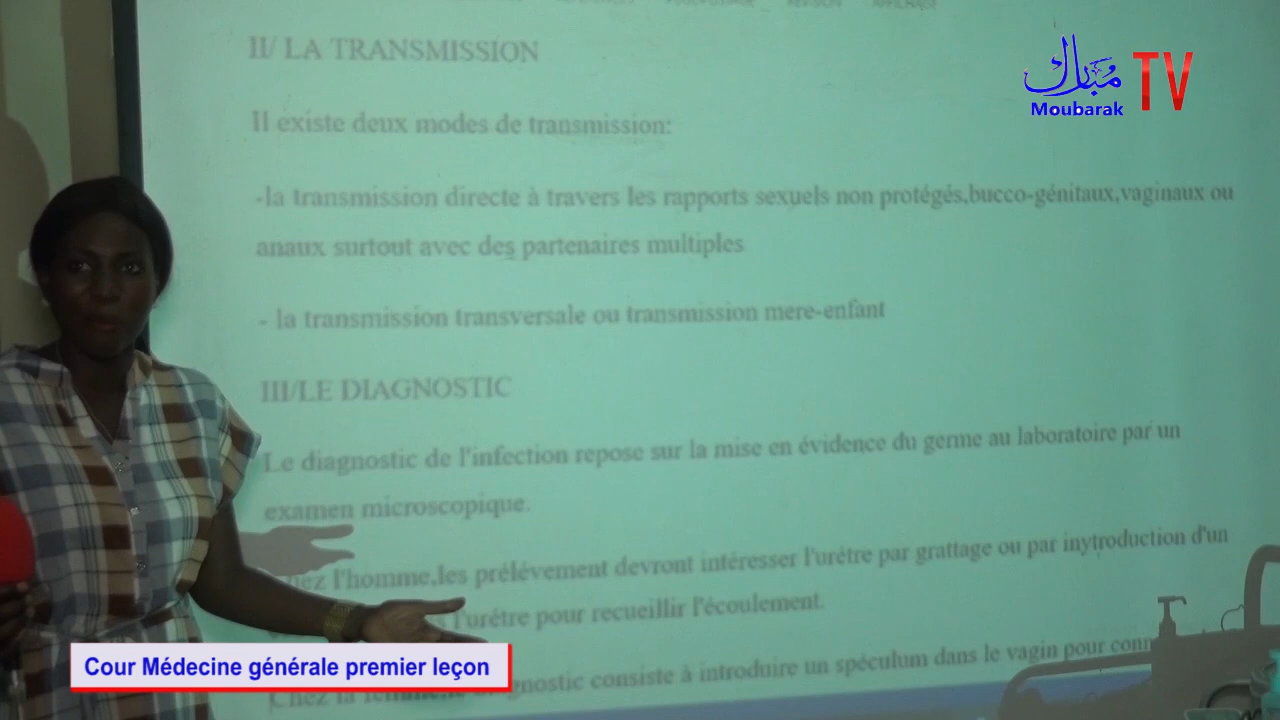 II/ LA TRANSMISSION
مُبَارك TV
Moubarak
Il existe deux modes de transmission:
-la transmission directe à travers les rapports sexuels non protégés,bucco-génitaux,vaginaux ou
anaux surtout avec des partenaires multiples
- la transmission transversale ou transmission mere-enfant
III/LE DIAGNOSTIC
Le diagnostic de l'infection repose sur la mise en évidence du germe au laboratoire par un
examen microscopique.
l'homme,les prélévement devront intéresser l'urétre par grattage ou par inytroduction d'un
l'urétre pour recueillir l'écoulement.
Chez la consiste à introduire un spéculum dans le vagin pour
Cour Médecine générale premier leçon